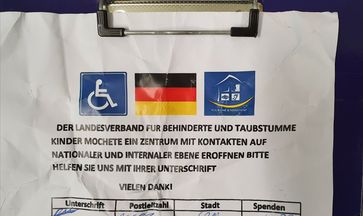 DER LANDESVERBAND FUR BEHINDERTE UND TAUBSTUMME
KINDER MOCHETE EIN ZENTRUM MIT KONTAKTEN AUF
NATIONALER UND INTERNALER EBENE EROFFNEN BITTE
HELFEN SIE UNS MIT IHRER UNTERSCHRIFT
VIELEN DANK!
Unterschrift Postleitzahl Stadt Spenden